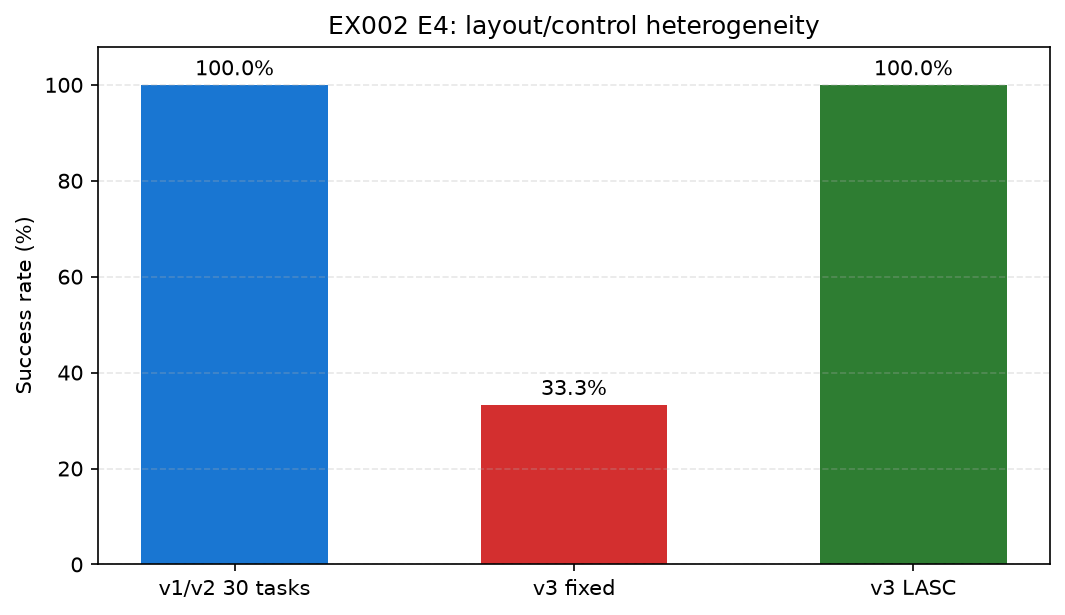 EX002 E4: layout/control heterogeneity
100.0%
33.3%
100.0%
Success rate (%)
100
80
60
40
20
0
v1/v2 30 tasks
v3 fixed
v3 LASC